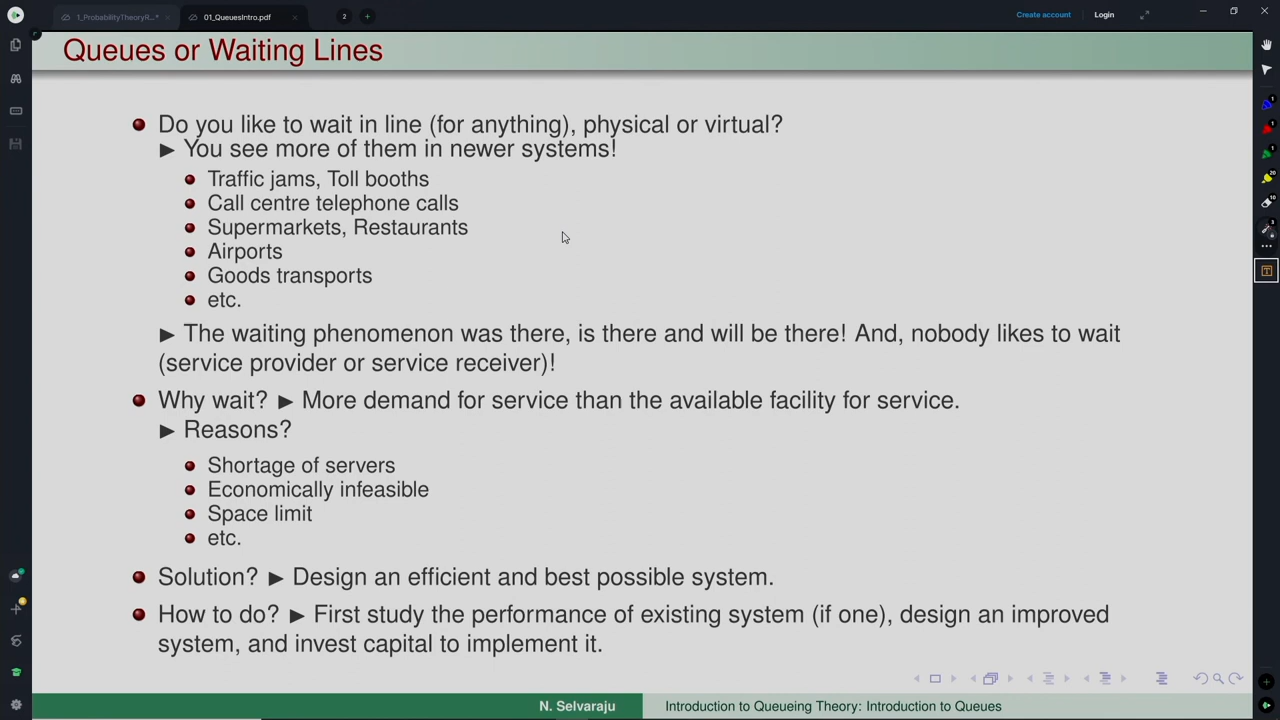 1_ProbabilityTheoryR...*
01_QueuesIntro.pdf
2
Create account
Login
Queues or Waiting Lines
Do you like to wait in line (for anything), physical or virtual?
▶ You see more of them in newer systems!
Traffic jams, Toll booths
Call centre telephone calls
Supermarkets, Restaurants
Airports
Goods transports
etc.
▶ The waiting phenomenon was there, is there and will be there! And, nobody likes to wait
(service provider or service receiver)!
Why wait? ▶ More demand for service than the available facility for service.
▶ Reasons?
Shortage of servers
Economically infeasible
Space limit
etc.
Solution? ▶ Design an efficient and best possible system.
How to do? ▶ First study the performance of existing system (if one), design an improved
system, and invest capital to implement it.
N. Selvaraju
Introduction to Queueing Theory: Introduction to Queues